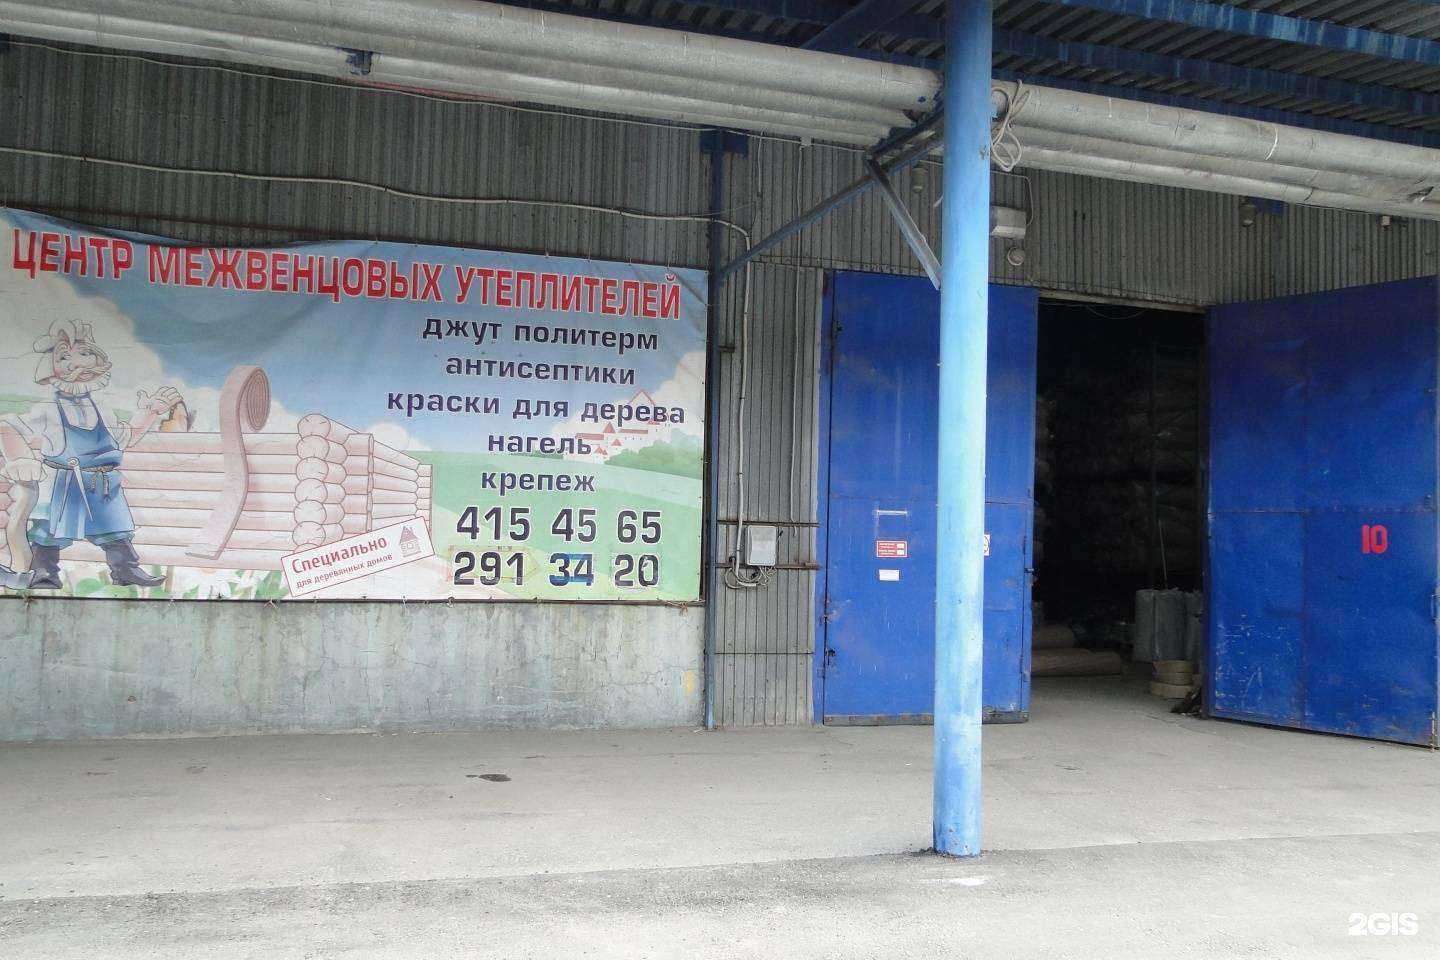 ЦЕНТР МЕЖВЕНЦОВЫХ УТЕПЛИТЕЛЕЙ
джут политерм
антисептики
краски для дерева
нагель
крепеж
415 45 65
291 34 20
Специально
для деревянных домов
10
2GIS